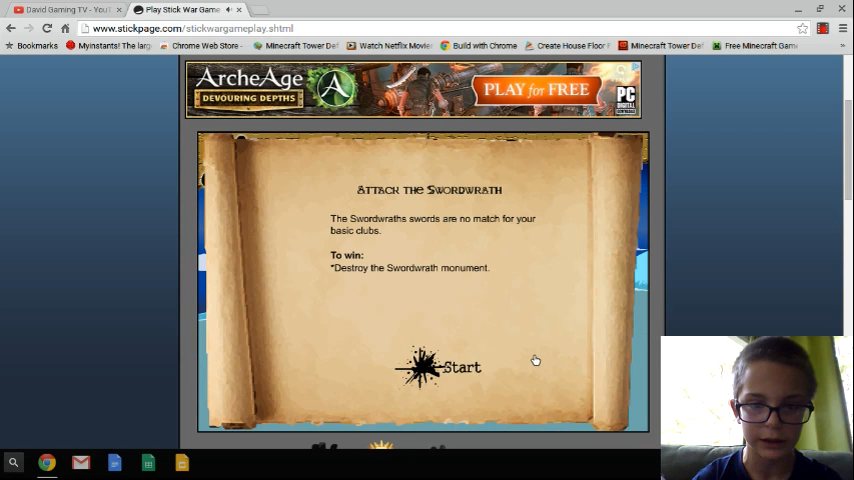 David Gaming TV - YouT
Play Stick War Game
www.stickpage.com/stickwargameplay.shtml
Bookmarks
Myinstants! The larg
Chrome Web Store -
Minecraft Tower Def
Watch Netflix Movie
Build with Chrome
Create House Floor P
Minecraft Tower Def
Free Minecraft Game
»
ArcheAge
DEVOURING DEPTHS
A
PLAY for FREE
PC
Attack the Swordwrath
The Swordwraths swords are no match for your
basic clubs.
To win:
*Destroy the Swordwrath monument.
Start